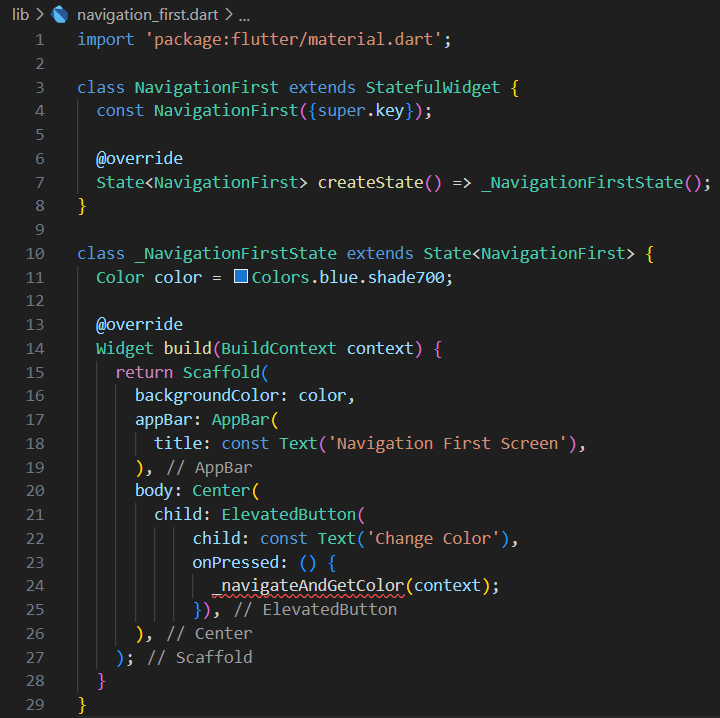 lib > navigation_first.dart > ...
1 import 'package:flutter/material.dart';
2
3 class NavigationFirst extends StatefulWidget {
4   const NavigationFirst({super.key});
5
6   @override
7   State<NavigationFirst> createState() => _NavigationFirstState();
8 }
9
10 class _NavigationFirstState extends State<NavigationFirst> {
11   Color color = Colors.blue.shade700;
12
13   @override
14   Widget build(BuildContext context) {
15     return Scaffold(
16       backgroundColor: color,
17       appBar: AppBar(
18         title: const Text('Navigation First Screen'),
19       ), // AppBar
20       body: Center(
21         child: ElevatedButton(
22             child: const Text('Change Color'),
23             onPressed: () {
24               _navigateAndGetColor(context);
25             }), // ElevatedButton
26       ), // Center
27     ); // Scaffold
28   }
29 }